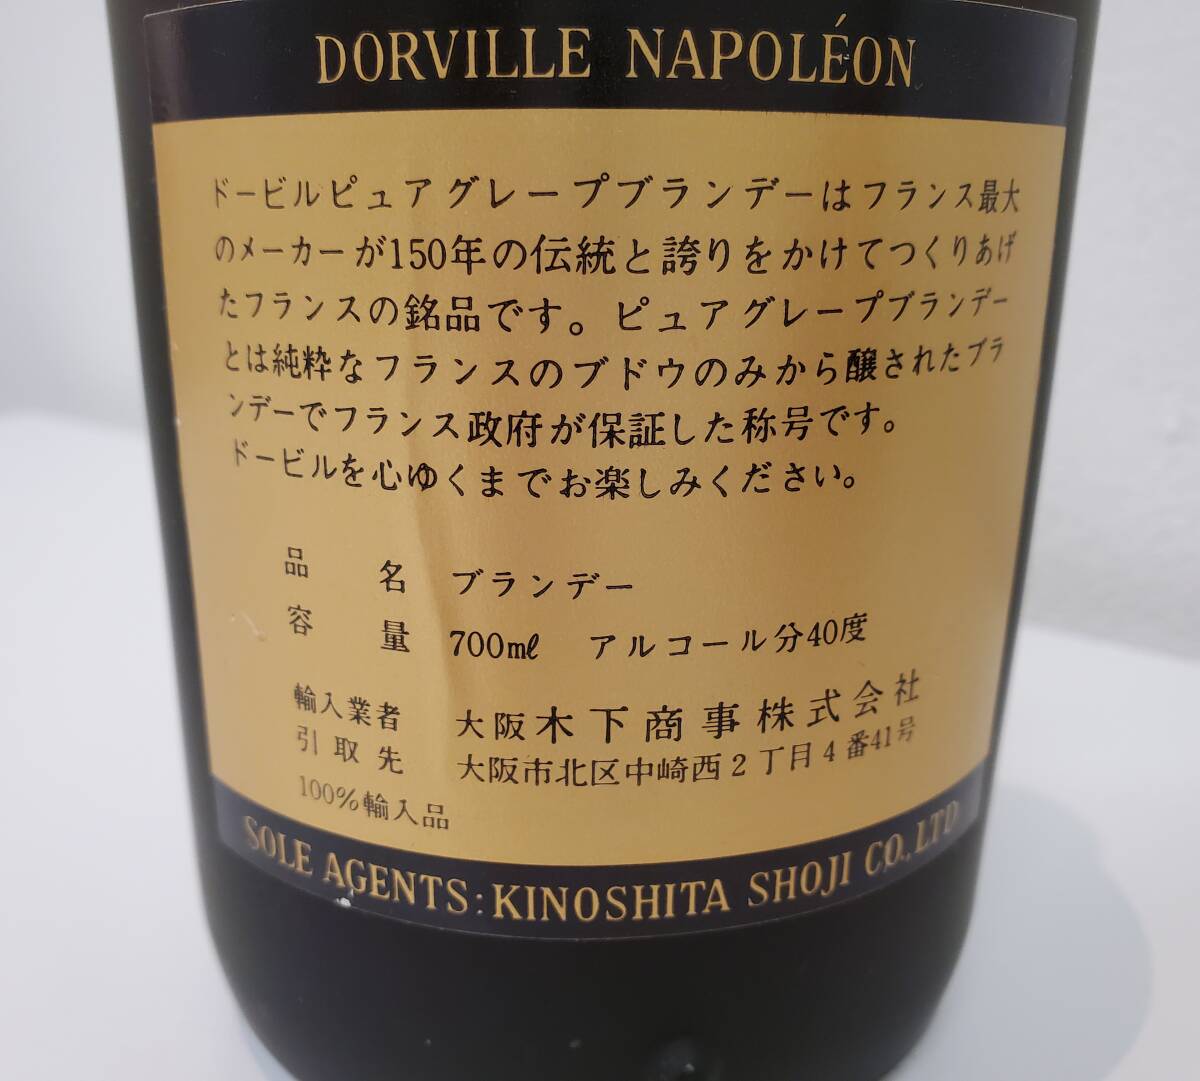 DORVILLE NAPOLÉON
ドービルピュアグレープブランデーはフランス最大
のメーカーが150年の伝統と誇りをかけてつくりあげ
たフランスの銘品です。ピュアグレープブランデー
とは純粋なフランスのブドウのみから醸されたブラ
ンデーでフランス政府が保証した称号です。
ドービルを心ゆくまでお楽しみください。
品名 ブランデー
容量 700ml アルコール分40度
輸入業者 大阪木下商事株式会社
引取先 大阪市北区中崎西2丁目4番41号
100%輸入品
SOLE AGENTS:KINOSHITA SHOJI CO.,LTD